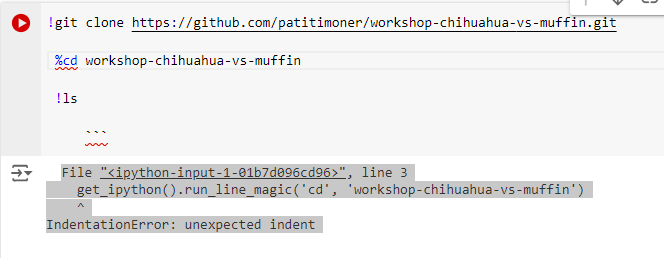 !git clone https://github.com/patitimoner/workshop-chihuahua-vs-muffin.git
%cd workshop-chihuahua-vs-muffin
!ls
```
File "<ipython-input-1-01b7d096cd96>", line 3
get_ipython().run_line_magic('cd', 'workshop-chihuahua-vs-muffin')
^
IndentationError: unexpected indent